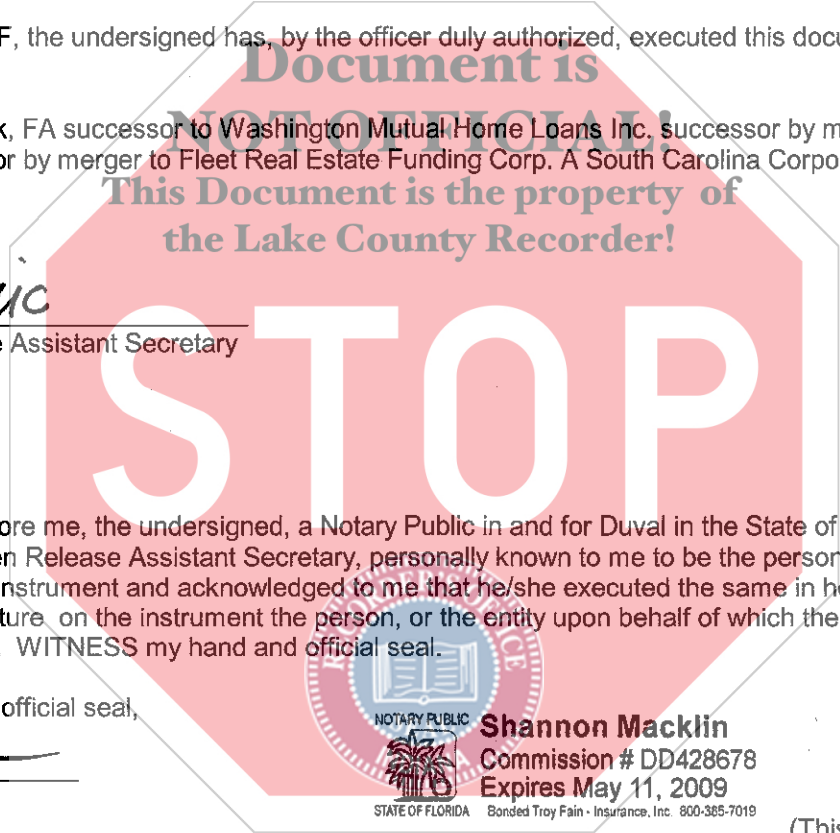 F, the undersigned has, by the officer duly authorized, executed this docu
Document is
NOT OFFICIAL!
k, FA successor to Washington Mutual Home Loans Inc. successor by m
or by merger to Fleet Real Estate Funding Corp. A South Carolina Corpo
This Document is the property of
the Lake County Recorder!
Assistant Secretary
STOP
ore me, the undersigned, a Notary Public in and for Duval in the State of
en Release Assistant Secretary, personally known to me to be the person
nstrument and acknowledged to me that he/she executed the same in h
ture on the instrument the person, or the entity upon behalf of which the
WITNESS my hand and official seal.
RECORDER'S OFFICE
official seal,
NOTARY PUBLIC
STATE OF FLORIDA
Shannon Macklin
Commission # DD428678
Expires May 11, 2009
Bonded Troy Fain - Insurance, Inc. 800-385-7019
(This